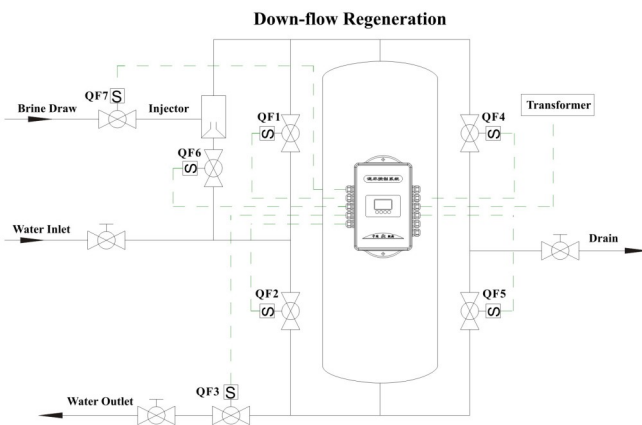 Down-flow Regeneration
QF7
S
Brine Draw
Injector
QF1
S
QF4
S
Transformer
QF6
S
Water Inlet
Drain
QF2
S
QF5
S
QF3
S
Water Outlet